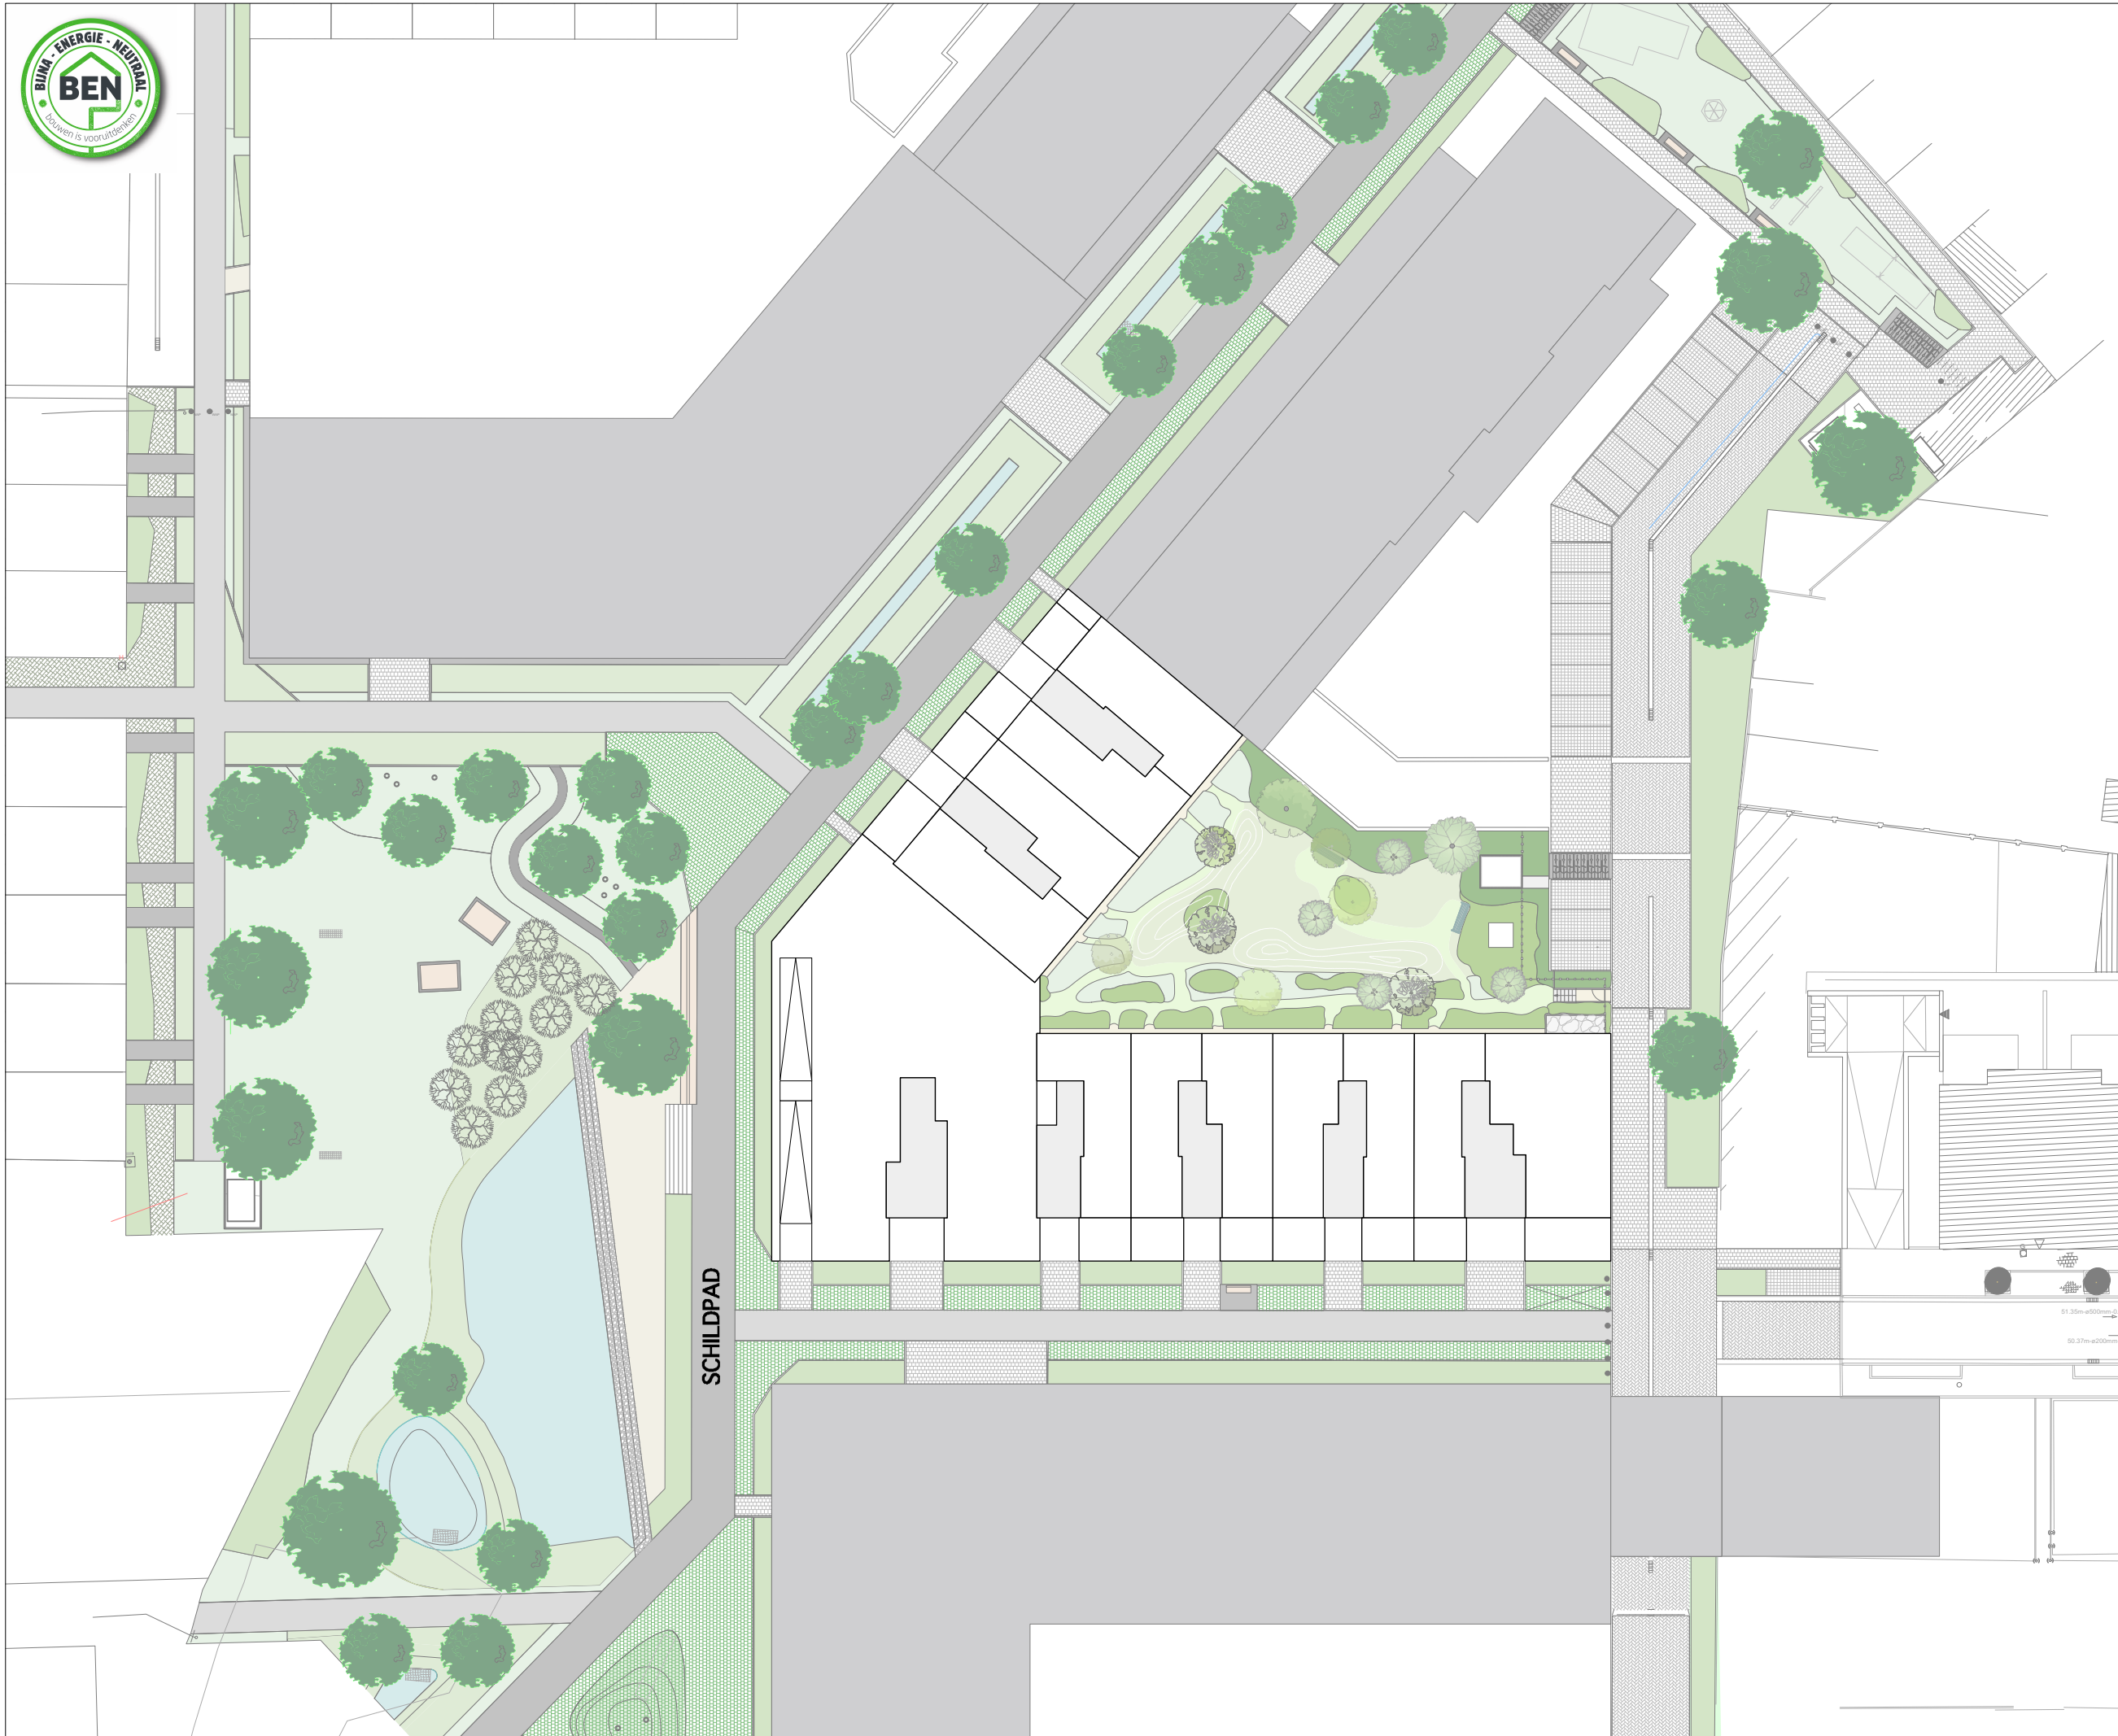 BIJNA - ENERGIE - NEUTRAAL
BEN
bouwen is vooruitdenken
SCHILDPAD